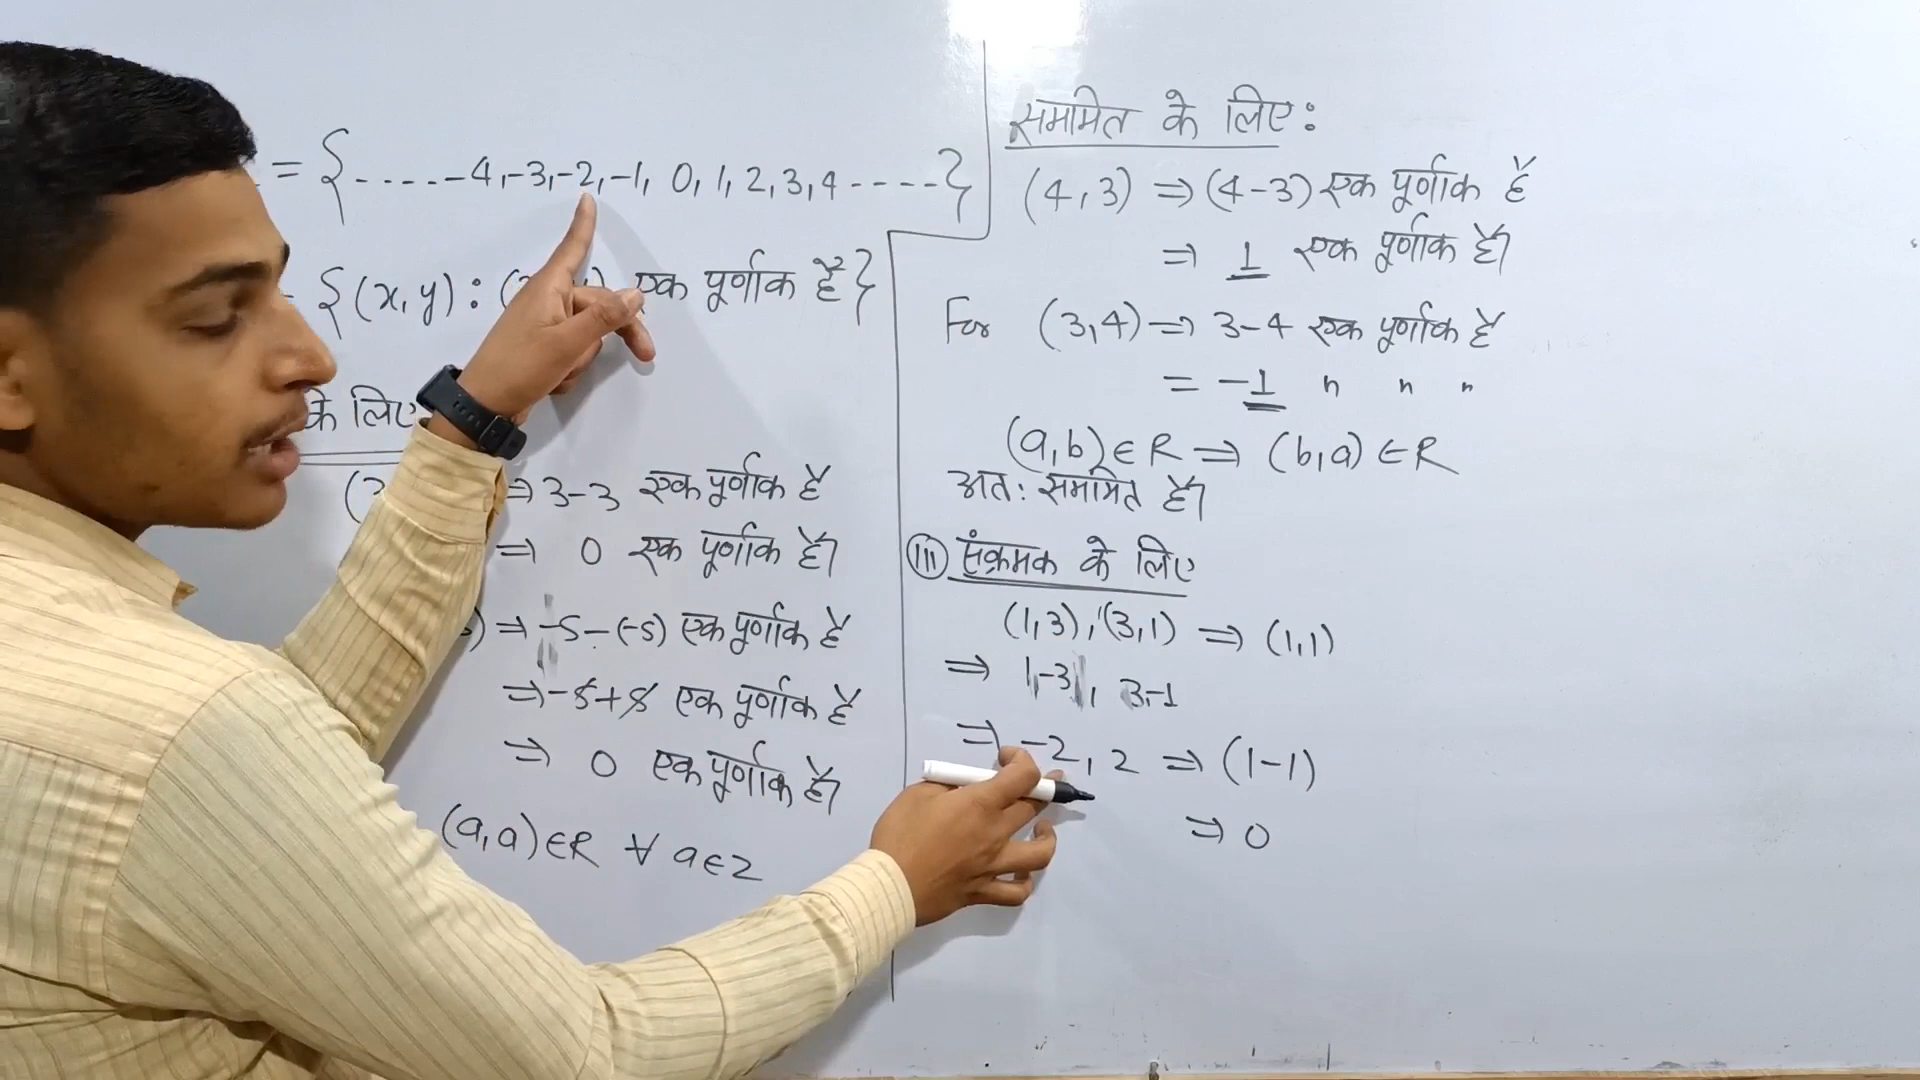 = {.....-4,-3,-2,-1, 0, 1, 2, 3, 4 -----}
{(x, y) : एक पूर्णांक है}
के लिए
⇒ 3-3 एक पूर्णांक है
⇒ 0 एक पूर्णांक है।
) ⇒ -5-(-5) एक पूर्णांक है
⇒ -5+5 एक पूर्णांक है
⇒ 0 एक पूर्णांक है।
(a,a)∈R ∀ a∈Z
सममित के लिए:
(4, 3) ⇒ (4-3) एक पूर्णांक है
⇒ 1 एक पूर्णांक है।
For (3,4) ⇒ 3-4 एक पूर्णांक है
= -1 " " "
(a,b)∈R ⇒ (b,a)∈R
अतः सममित है।
(iii) संक्रमक के लिए
(1,3), (3,1) ⇒ (1,1)
⇒ 1-3, 3-1
⇒ -2, 2 ⇒ (1-1)
⇒ 0